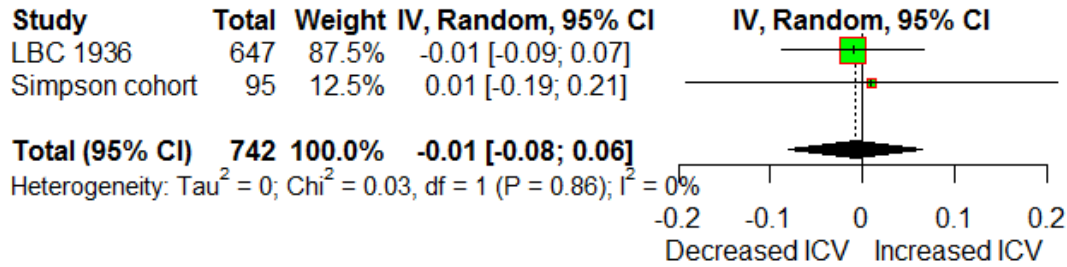 Study Total Weight IV, Random, 95% CI IV, Random, 95% CI
LBC 1936 647 87.5% -0.01 [-0.09; 0.07]
Simpson cohort 95 12.5% 0.01 [-0.19; 0.21]
Total (95% CI) 742 100.0% -0.01 [-0.08; 0.06]
Heterogeneity: Tau² = 0; Chi² = 0.03, df = 1 (P = 0.86); I² = 0%
-0.2 -0.1 0 0.1 0.2
Decreased ICV Increased ICV